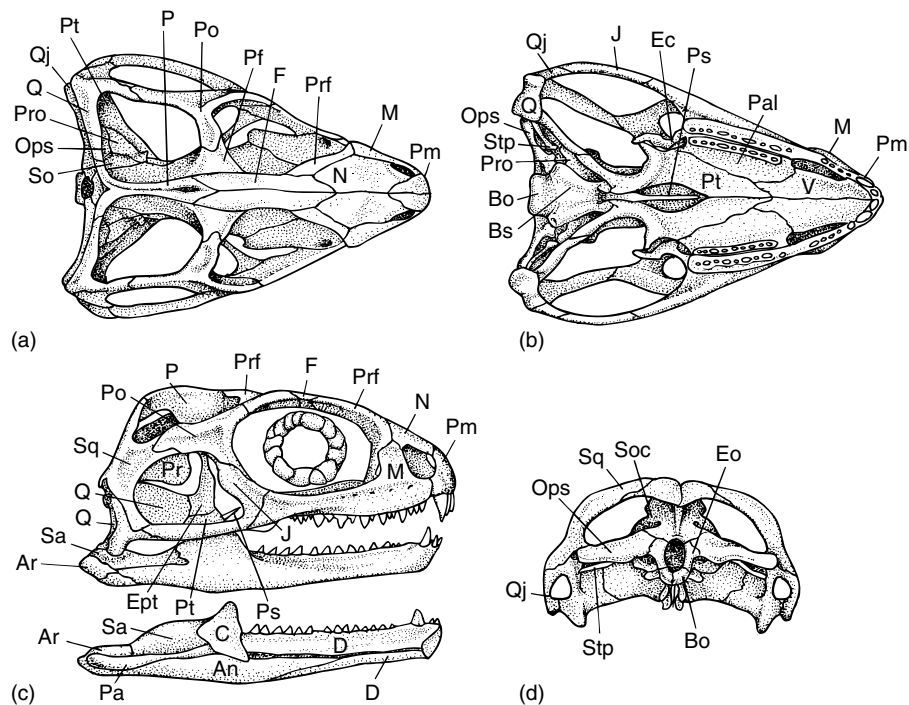 Pt
P
Po
Pf
F
Prf
M
Pm
Qj
Q
Pro
Ops
So
N
(a)
Qj
J
Ec
Ps
Pal
M
Pm
Q
Ops
Stp
Pro
Bo
Bs
Pt
V
(b)
P
Prf
F
Prf
N
Pm
Po
Sq
Pr
M
Q
Q
Sa
J
Ar
Ept
Pt
Ps
Ar
Sa
C
D
An
Pa
D
(c)
Sq
Soc
Eo
Ops
Qj
Stp
Bo
(d)